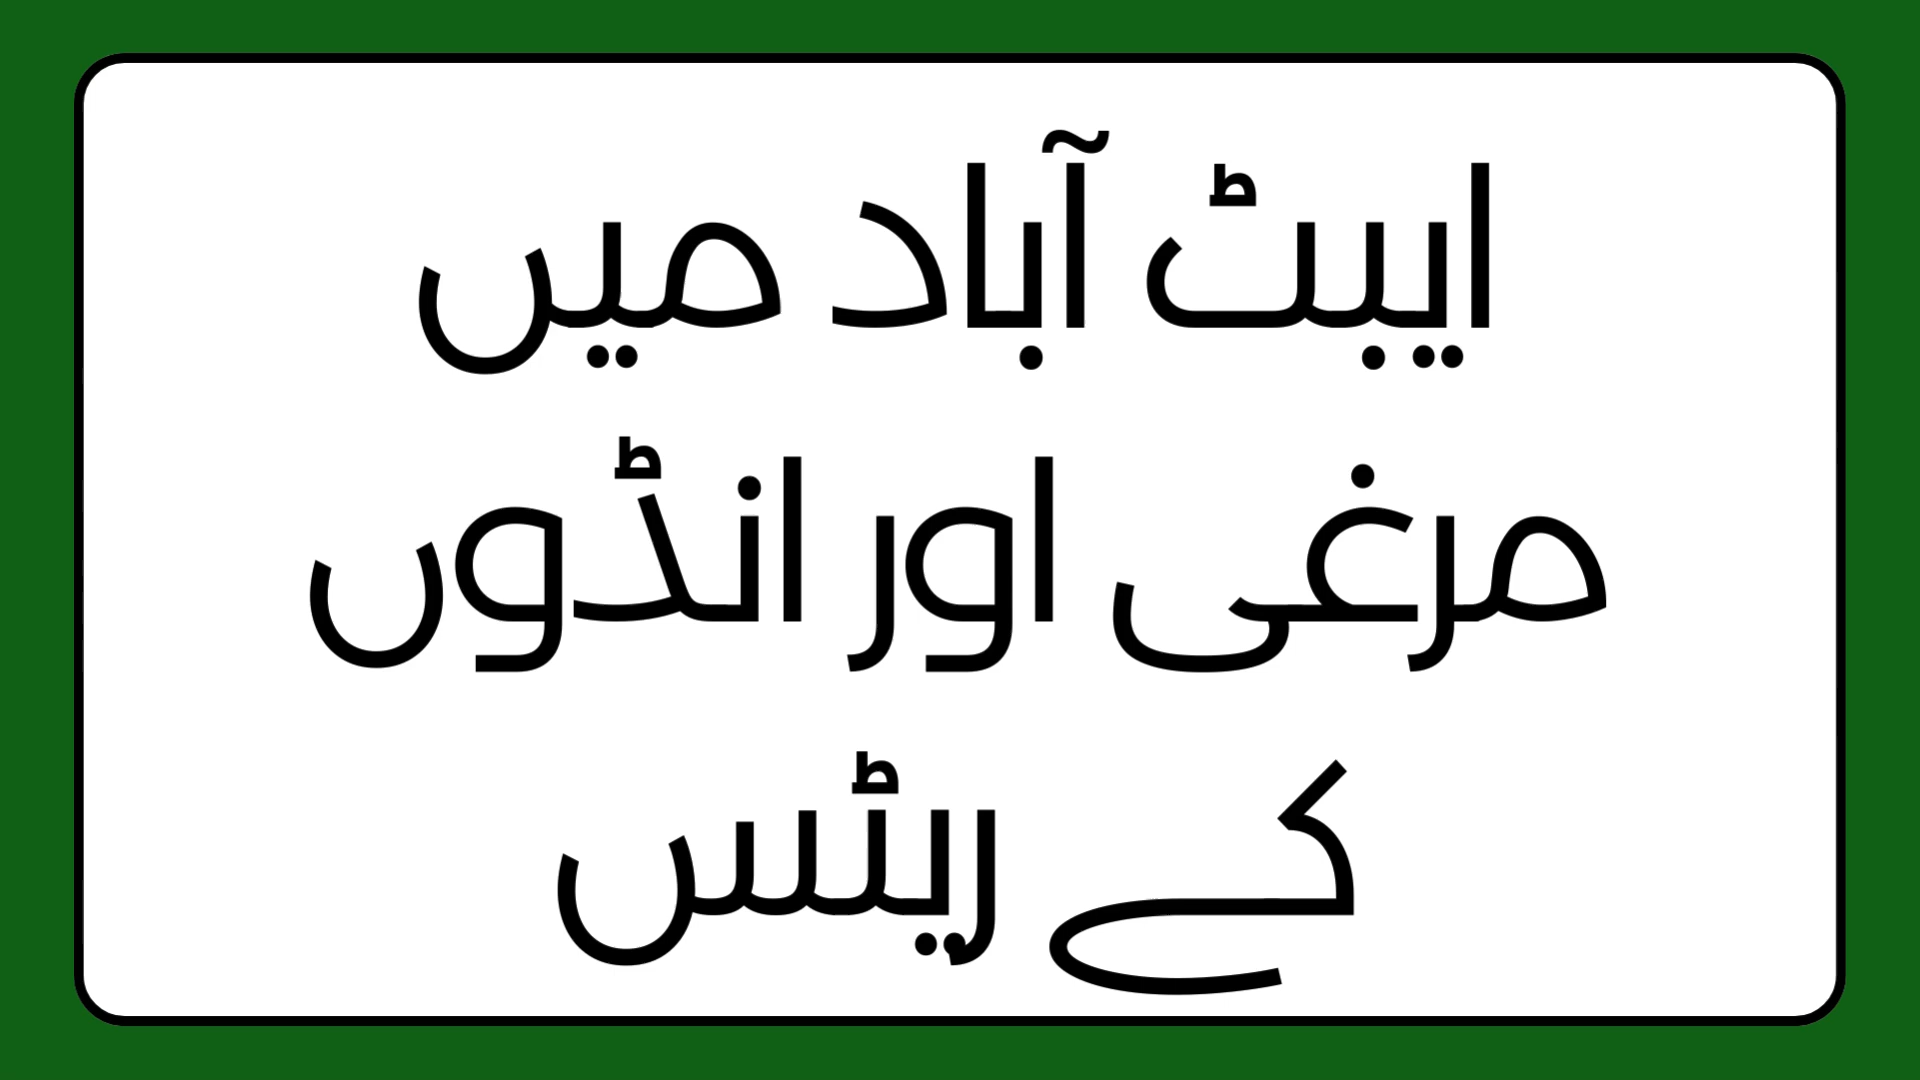 ایبٹ آباد میں
مرغی اور انڈوں
کے ریٹس